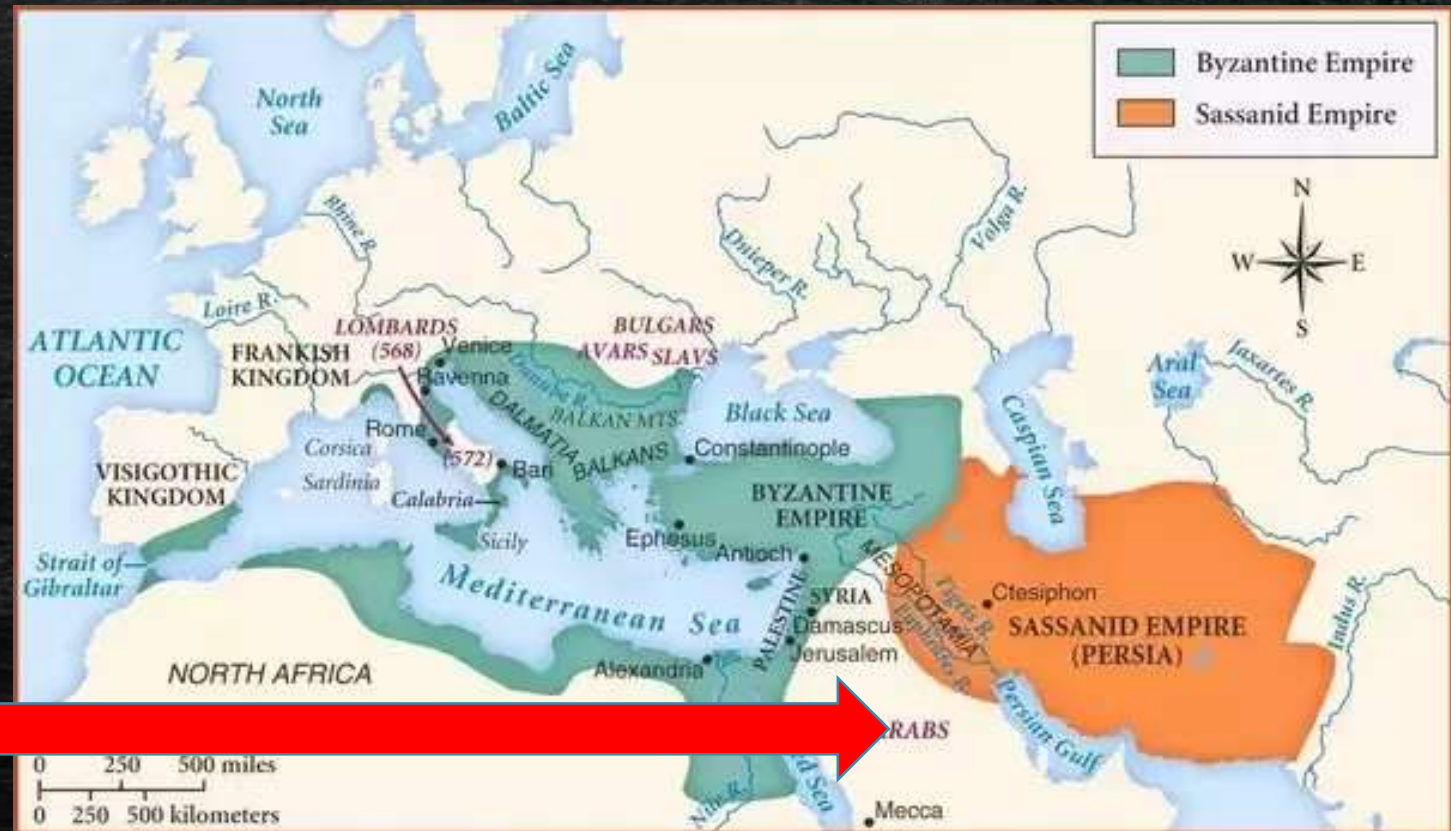 Byzantine Empire
Sassanid Empire
North
Sea
Baltic Sea
N
W
E
S
Rhine R.
Dnieper R.
Volga R.
Loire R.
ATLANTIC
OCEAN
FRANKISH
KINGDOM
LOMBARDS
(568)
Venice
Ravenna
BULGARS
AVARS SLAVS
Danube R.
Aral
Sea
Jaxartes R.
Rome
(572)
Bari
DALMATIA
BALKAN MTS.
BALKANS
Black Sea
Constantinople
Caspian Sea
Corsica
Sardinia
VISIGOTHIC
KINGDOM
Calabria
Sicily
Ephesus
Antioch
BYZANTINE
EMPIRE
MESOPOTAMIA
Tigris R.
Euphrates R.
Ctesiphon
SASSANID EMPIRE
(PERSIA)
Indus R.
Strait of
Gibraltar
Mediterranean Sea
PALESTINE
SYRIA
Damascus
Jerusalem
Alexandria
NORTH AFRICA
RABS
Persian Gulf
Nile R.
d Sea
Mecca
0 250 500 miles
0 250 500 kilometers